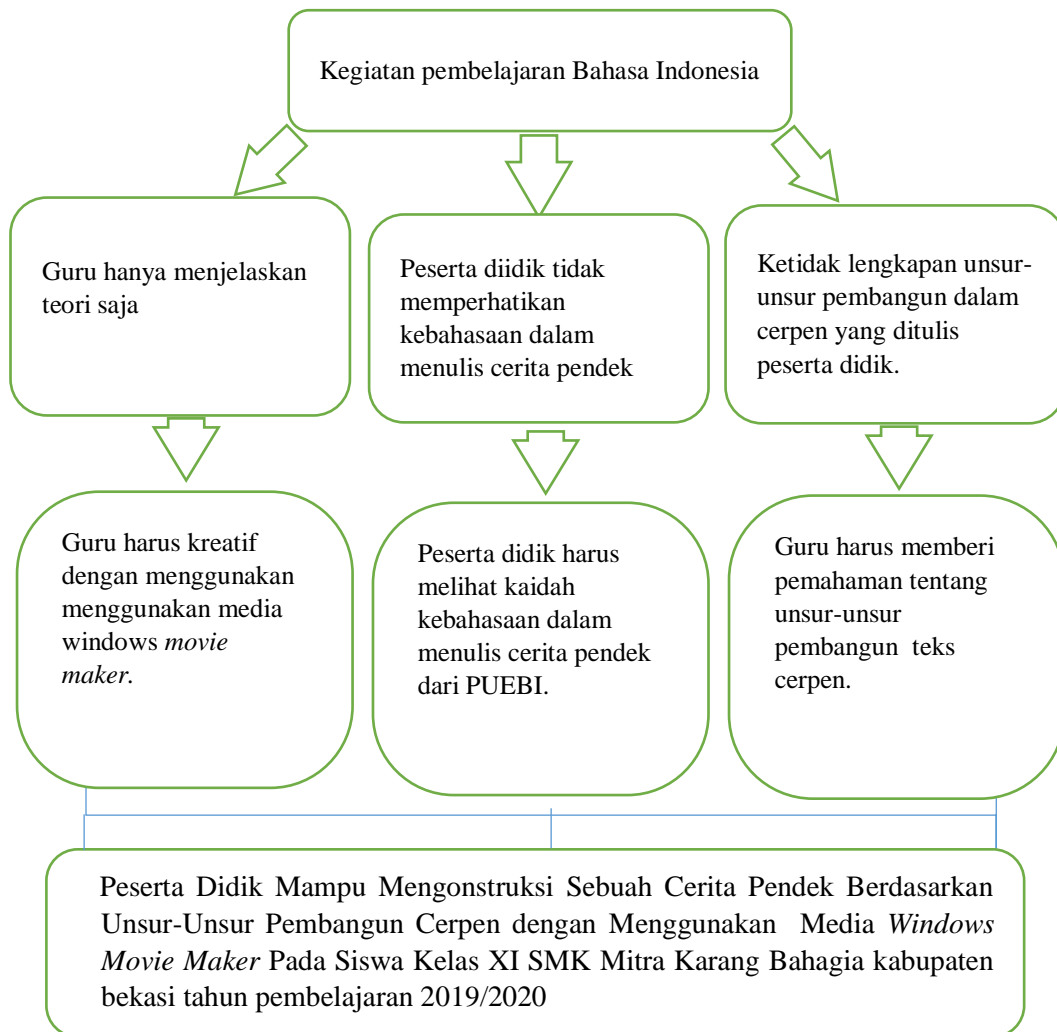 Kegiatan pembelajaran Bahasa Indonesia
Guru hanya menjelaskan
teori saja
Peserta diidik tidak
memperhatikan
kebahasaan dalam
menulis cerita pendek
Ketidak lengkapan unsur-
unsur pembangun dalam
cerpen yang ditulis
peserta didik.
Guru harus kreatif
dengan menggunakan
menggunakan media
windows movie
maker.
Peserta didik harus
melihat kaidah
kebahasaan dalam
menulis cerita pendek
dari PUEBI.
Guru harus memberi
pemahaman tentang
unsur-unsur
pembangun teks
cerpen.
Peserta Didik Mampu Mengonstruksi Sebuah Cerita Pendek Berdasarkan
Unsur-Unsur Pembangun Cerpen dengan Menggunakan Media Windows
Movie Maker Pada Siswa Kelas XI SMK Mitra Karang Bahagia kabupaten
bekasi tahun pembelajaran 2019/2020